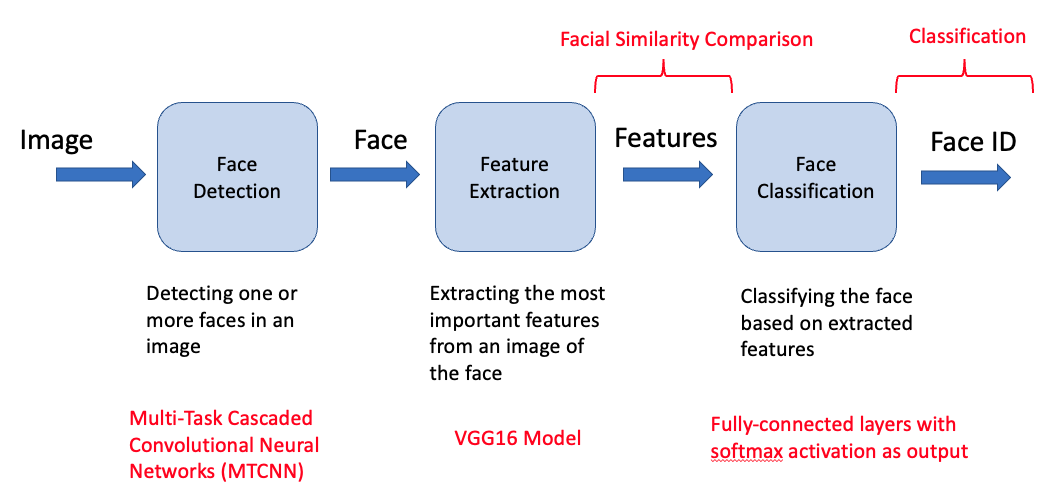 Facial Similarity Comparison
Classification
Image
Face
Detection
Face
Feature
Extraction
Features
Face
Classification
Face ID
Detecting one or
more faces in an
image
Extracting the most
important features
from an image of
the face
Classifying the face
based on extracted
features
Multi-Task Cascaded
Convolutional Neural
Networks (MTCNN)
VGG16 Model
Fully-connected layers with
softmax activation as output